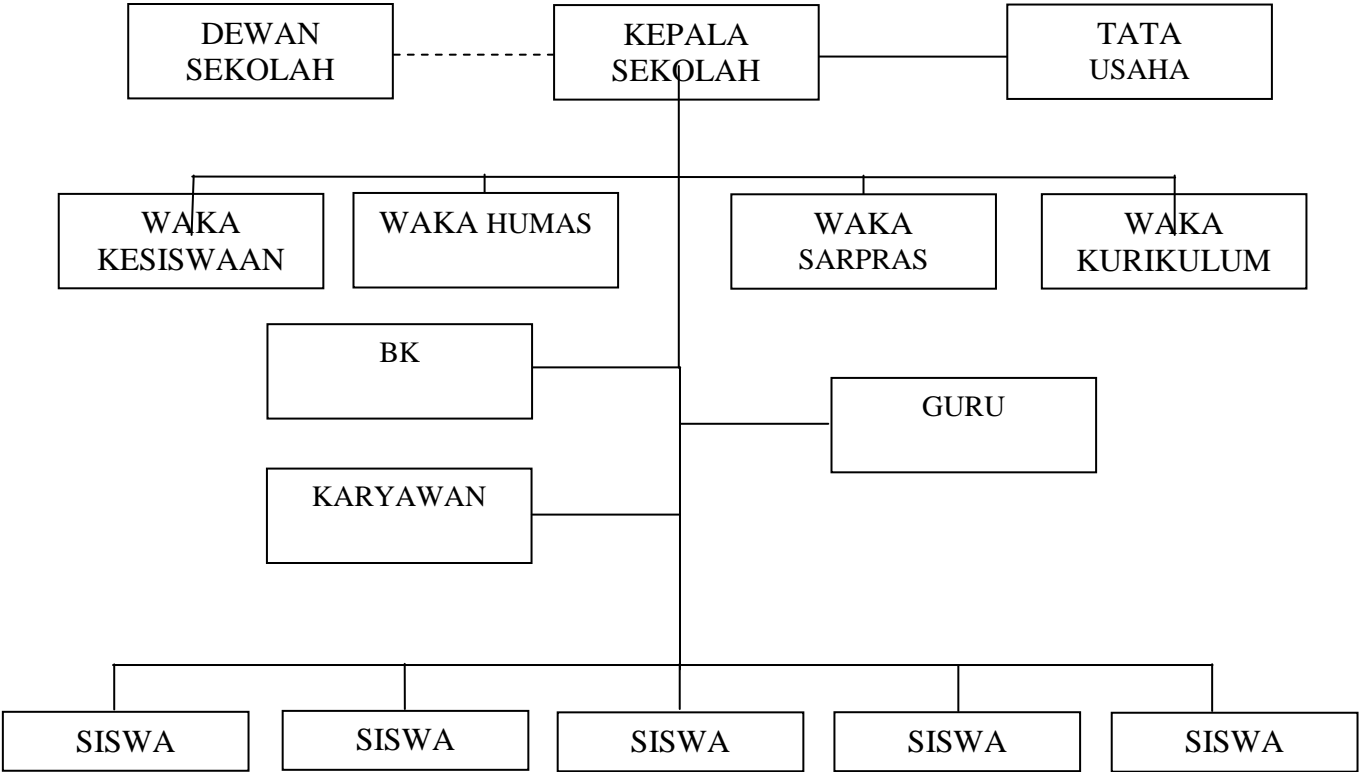 DEWAN
SEKOLAH
KEPALA
SEKOLAH
TATA
USAHA
WAKA
KESISWAAN
WAKA HUMAS
WAKA
SARPRAS
WAKA
KURIKULUM
BK
GURU
KARYAWAN
SISWA
SISWA
SISWA
SISWA
SISWA